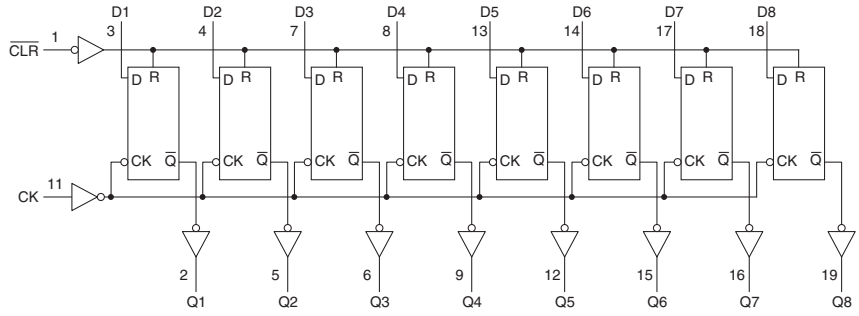 D1 D2 D3 D4 D5 D6 D7 D8
3 4 7 8 13 14 17 18
1
C̅L̅R̅
D R D R D R D R D R D R D R D R
CK Q̅ CK Q̅ CK Q̅ CK Q̅ CK Q̅ CK Q̅ CK Q̅ CK Q̅
CK 11
2 5 6 9 12 15 16 19
Q1 Q2 Q3 Q4 Q5 Q6 Q7 Q8